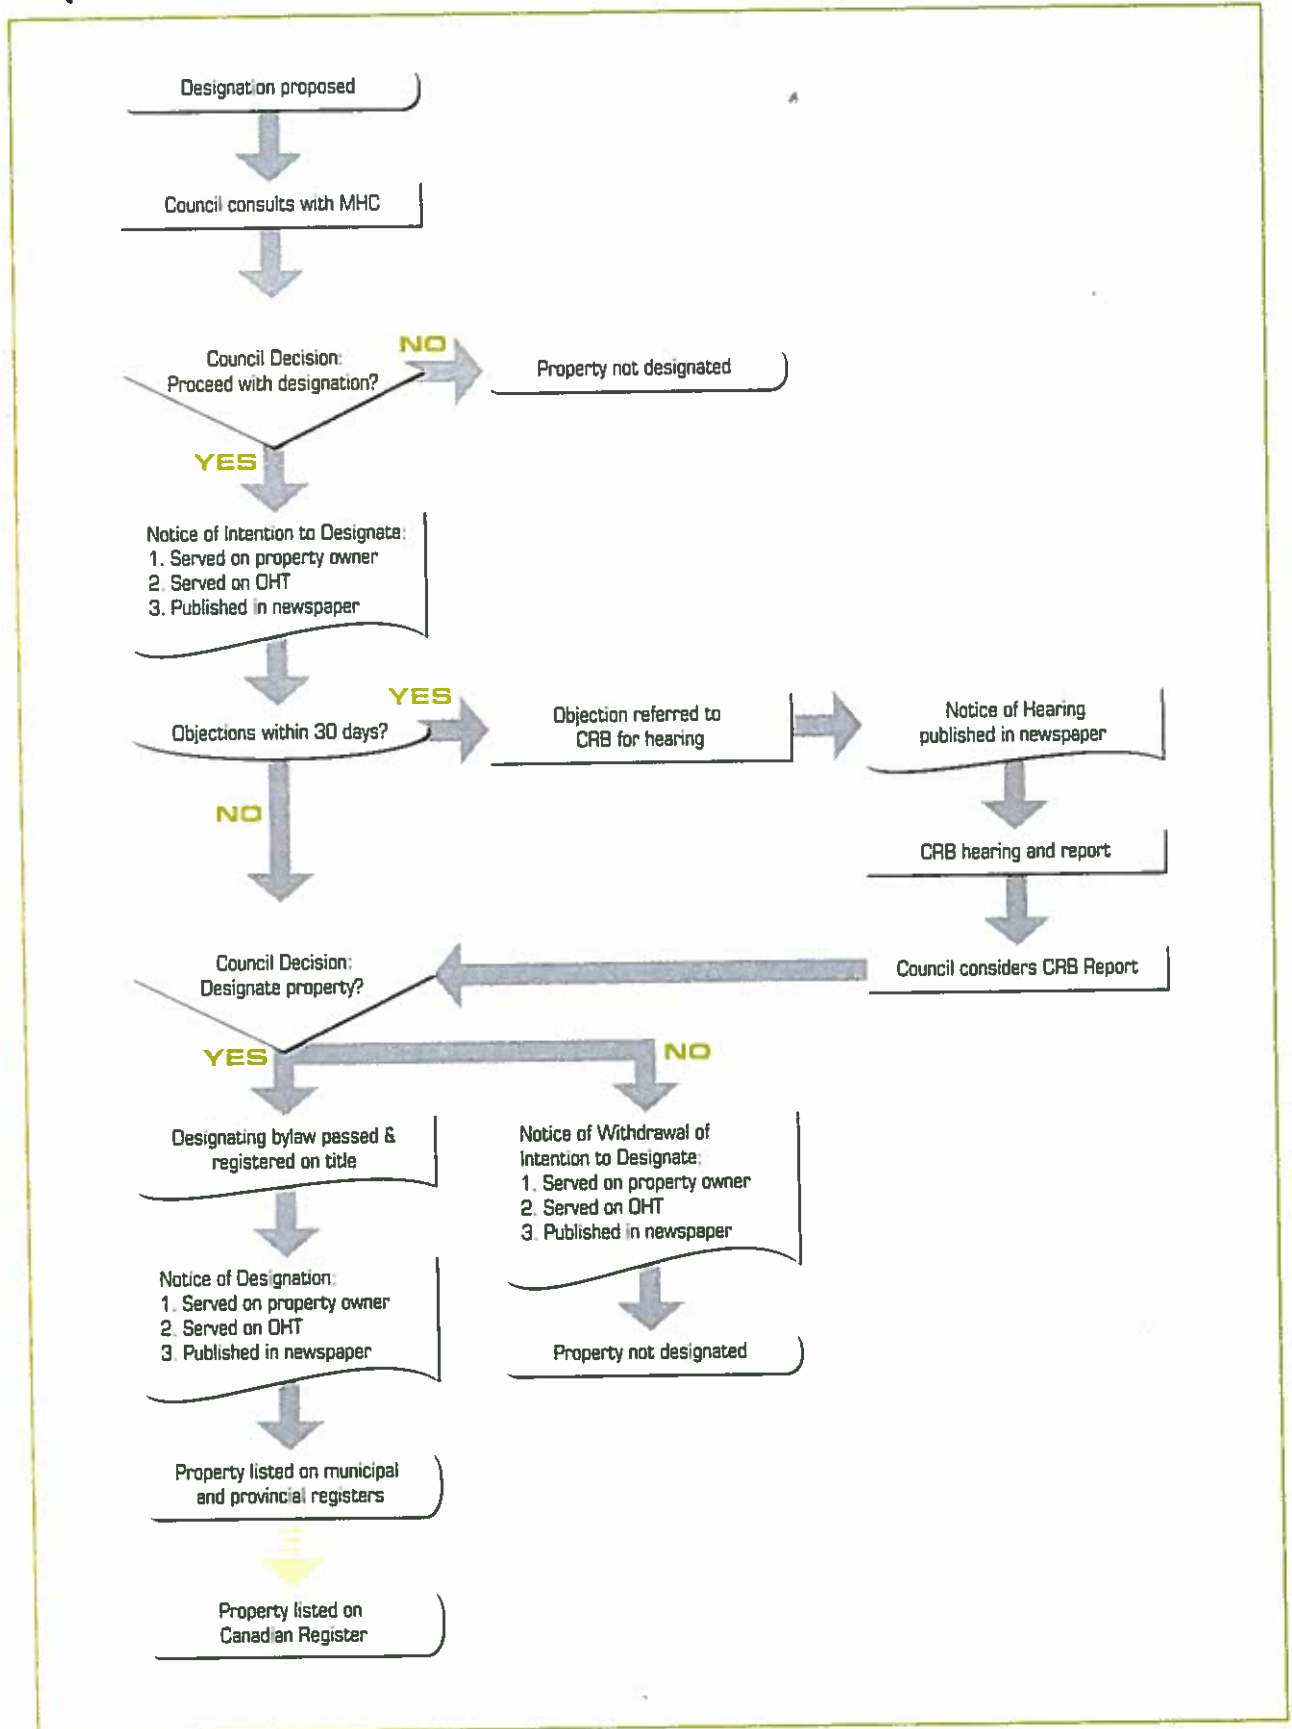 Designation proposed
Council consults with MHC
Council Decision:
Proceed with designation?
NO
Property not designated
YES
Notice of Intention to Designate:
1. Served on property owner
2. Served on OHT
3. Published in newspaper
Objections within 30 days?
YES
Objection referred to
CRB for hearing
Notice of Hearing
published in newspaper
NO
CRB hearing and report
Council considers CRB Report
Council Decision:
Designate property?
YES
NO
Designating bylaw passed &
registered on title
Notice of Withdrawal of
Intention to Designate:
1. Served on property owner
2. Served on OHT
3. Published in newspaper
Notice of Designation:
1. Served on property owner
2. Served on OHT
3. Published in newspaper
Property not designated
Property listed on municipal
and provincial registers
Property listed on
Canadian Register